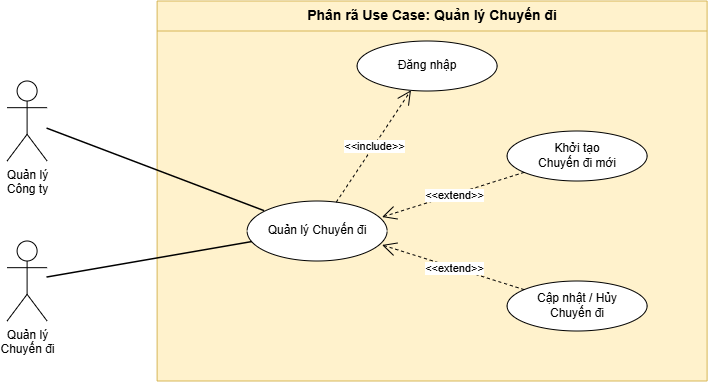 Phân rã Use Case: Quản lý Chuyến đi
Đăng nhập
<<include>>
Quản lý
Công ty
Khởi tạo
Chuyến đi mới
<<extend>>
Quản lý Chuyến đi
<<extend>>
Cập nhật / Hủy
Chuyến đi
Quản lý
Chuyến đi